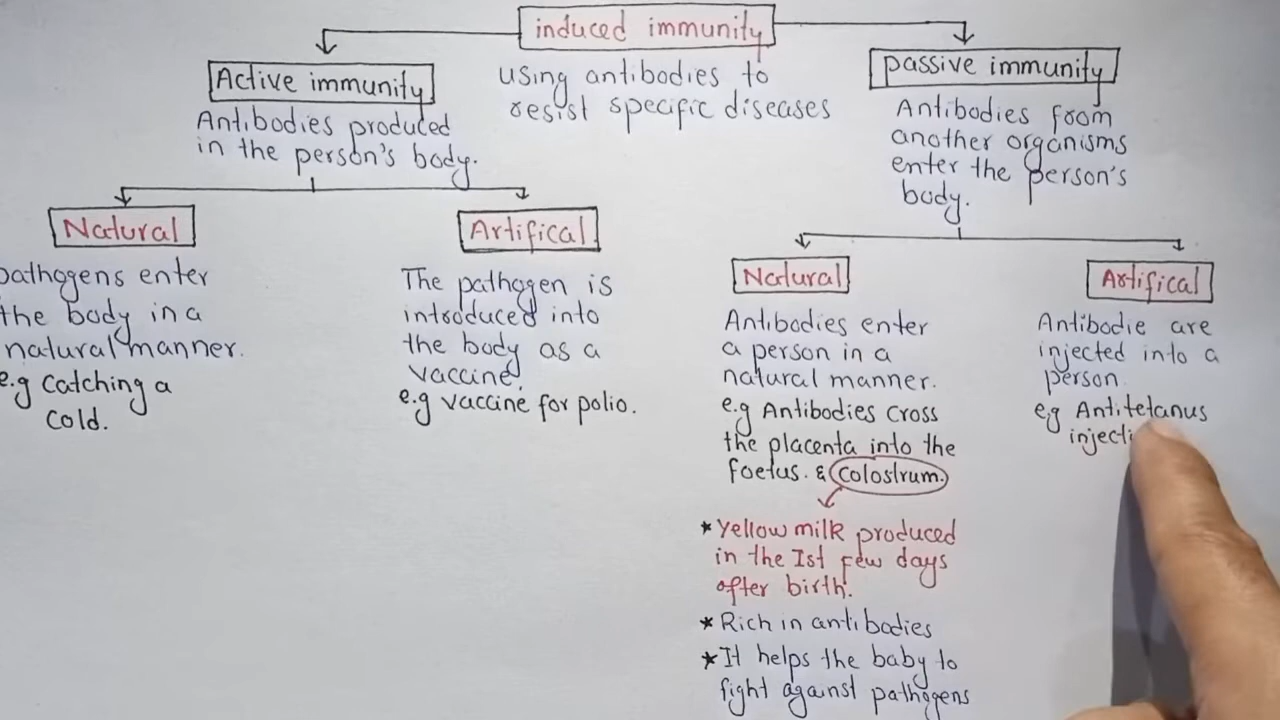 induced immunity
using antibodies to
resist specific diseases
Active immunity
Antibodies produced
in the person's body.
Natural
pathogens enter
the body in a
natural manner.
e.g catching a
cold.
Artifical
The pathogen is
introduced into
the body as a
vaccine.
e.g vaccine for polio.
passive immunity
Antibodies from
another organisms
enter the person's
body.
Natural
Antibodies enter
a person in a
natural manner.
e.g Antibodies cross
the placenta into the
foetus. & colostrum.
* Yellow milk produced
in the Ist few days
after birth.
* Rich in antibodies
* It helps the baby to
fight against pathogens
Artifical
Antibodie are
injected into a
person.
e.g Antitetanus